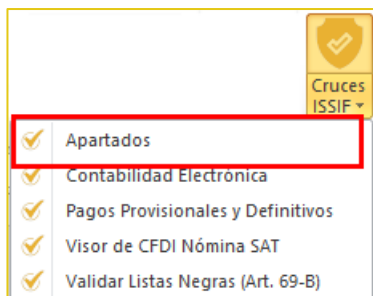 Cruces
ISSIF
Apartados
Contabilidad Electrónica
Pagos Provisionales y Definitivos
Visor de CFDI Nómina SAT
Validar Listas Negras (Art. 69-B)